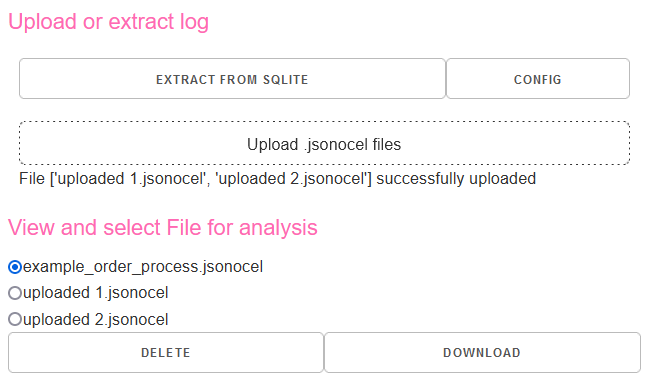 Upload or extract log
EXTRACT FROM SQLITE
CONFIG
Upload .jsonocel files
File ['uploaded 1.jsonocel', 'uploaded 2.jsonocel'] successfully uploaded
View and select File for analysis
example_order_process.jsonocel
uploaded 1.jsonocel
uploaded 2.jsonocel
DELETE
DOWNLOAD